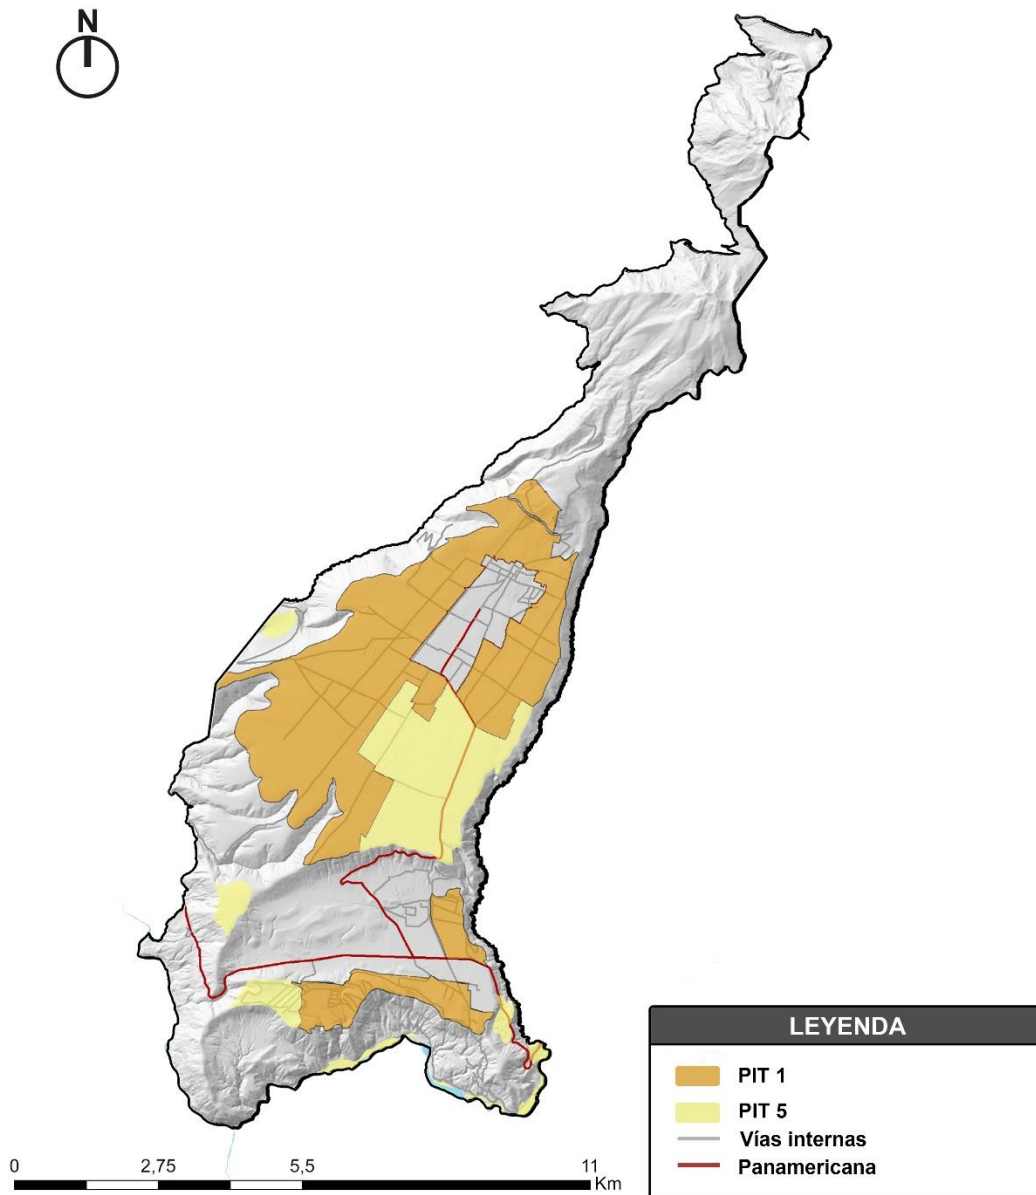 N
LEYENDA
PIT 1
PIT 5
Vías internas
Panamericana
0 2,75 5,5 11
Km